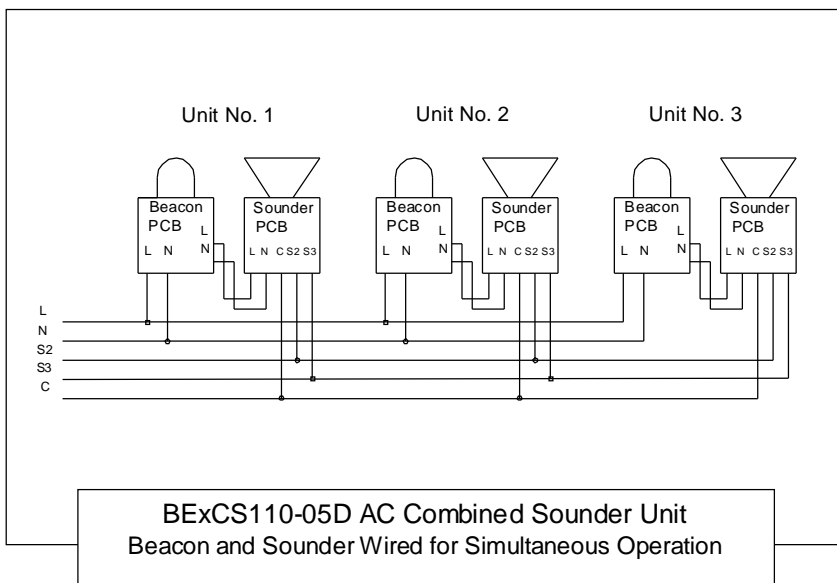 Unit No. 1
Unit No. 2
Unit No. 3
Beacon
PCB
L
N
L N
Sounder
PCB
L N C S2 S3
Beacon
PCB
L
N
L N
Sounder
PCB
L N C S2 S3
Beacon
PCB
L
N
L N
Sounder
PCB
L N C S2 S3
L
N
S2
S3
C
BExCS110-05D AC Combined Sounder Unit
Beacon and Sounder Wired for Simultaneous Operation